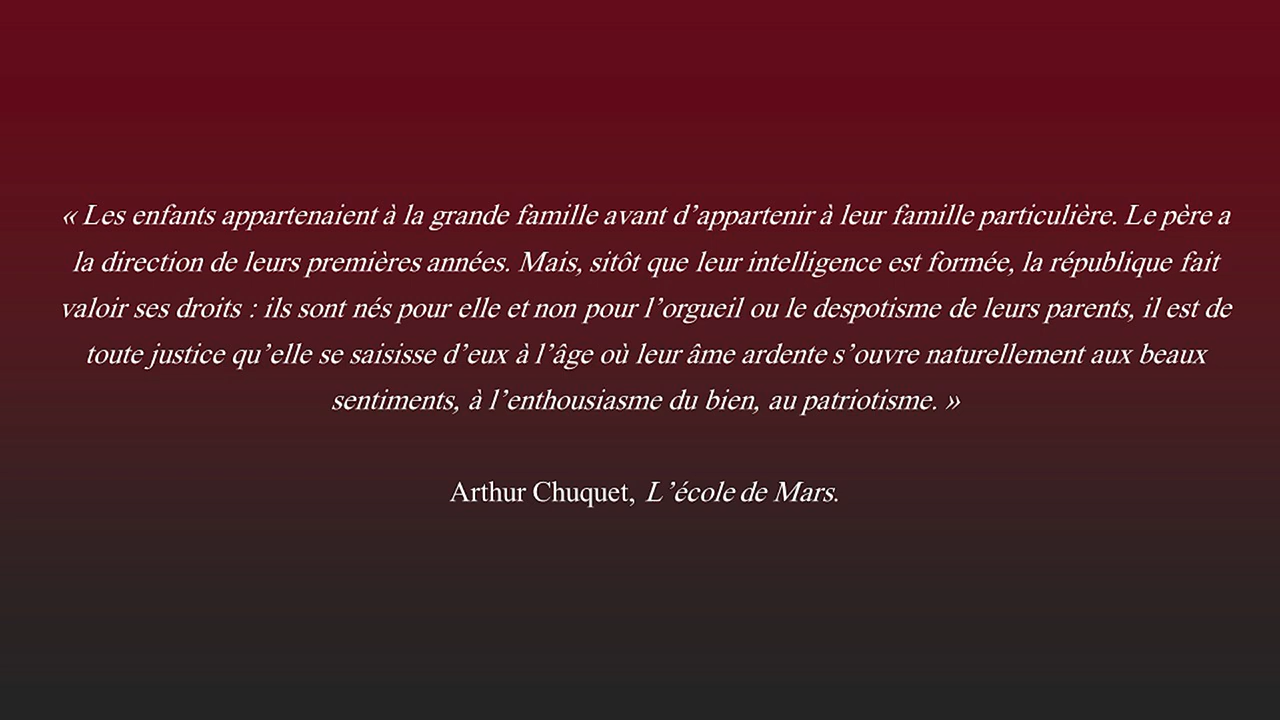 « Les enfants appartenaient à la grande famille avant d’appartenir à leur famille particulière. Le père a
la direction de leurs premières années. Mais, sitôt que leur intelligence est formée, la république fait
valoir ses droits : ils sont nés pour elle et non pour l’orgueil ou le despotisme de leurs parents, il est de
toute justice qu’elle se saisisse d’eux à l’âge où leur âme ardente s’ouvre naturellement aux beaux
sentiments, à l’enthousiasme du bien, au patriotisme. »
Arthur Chuquet, L’école de Mars.